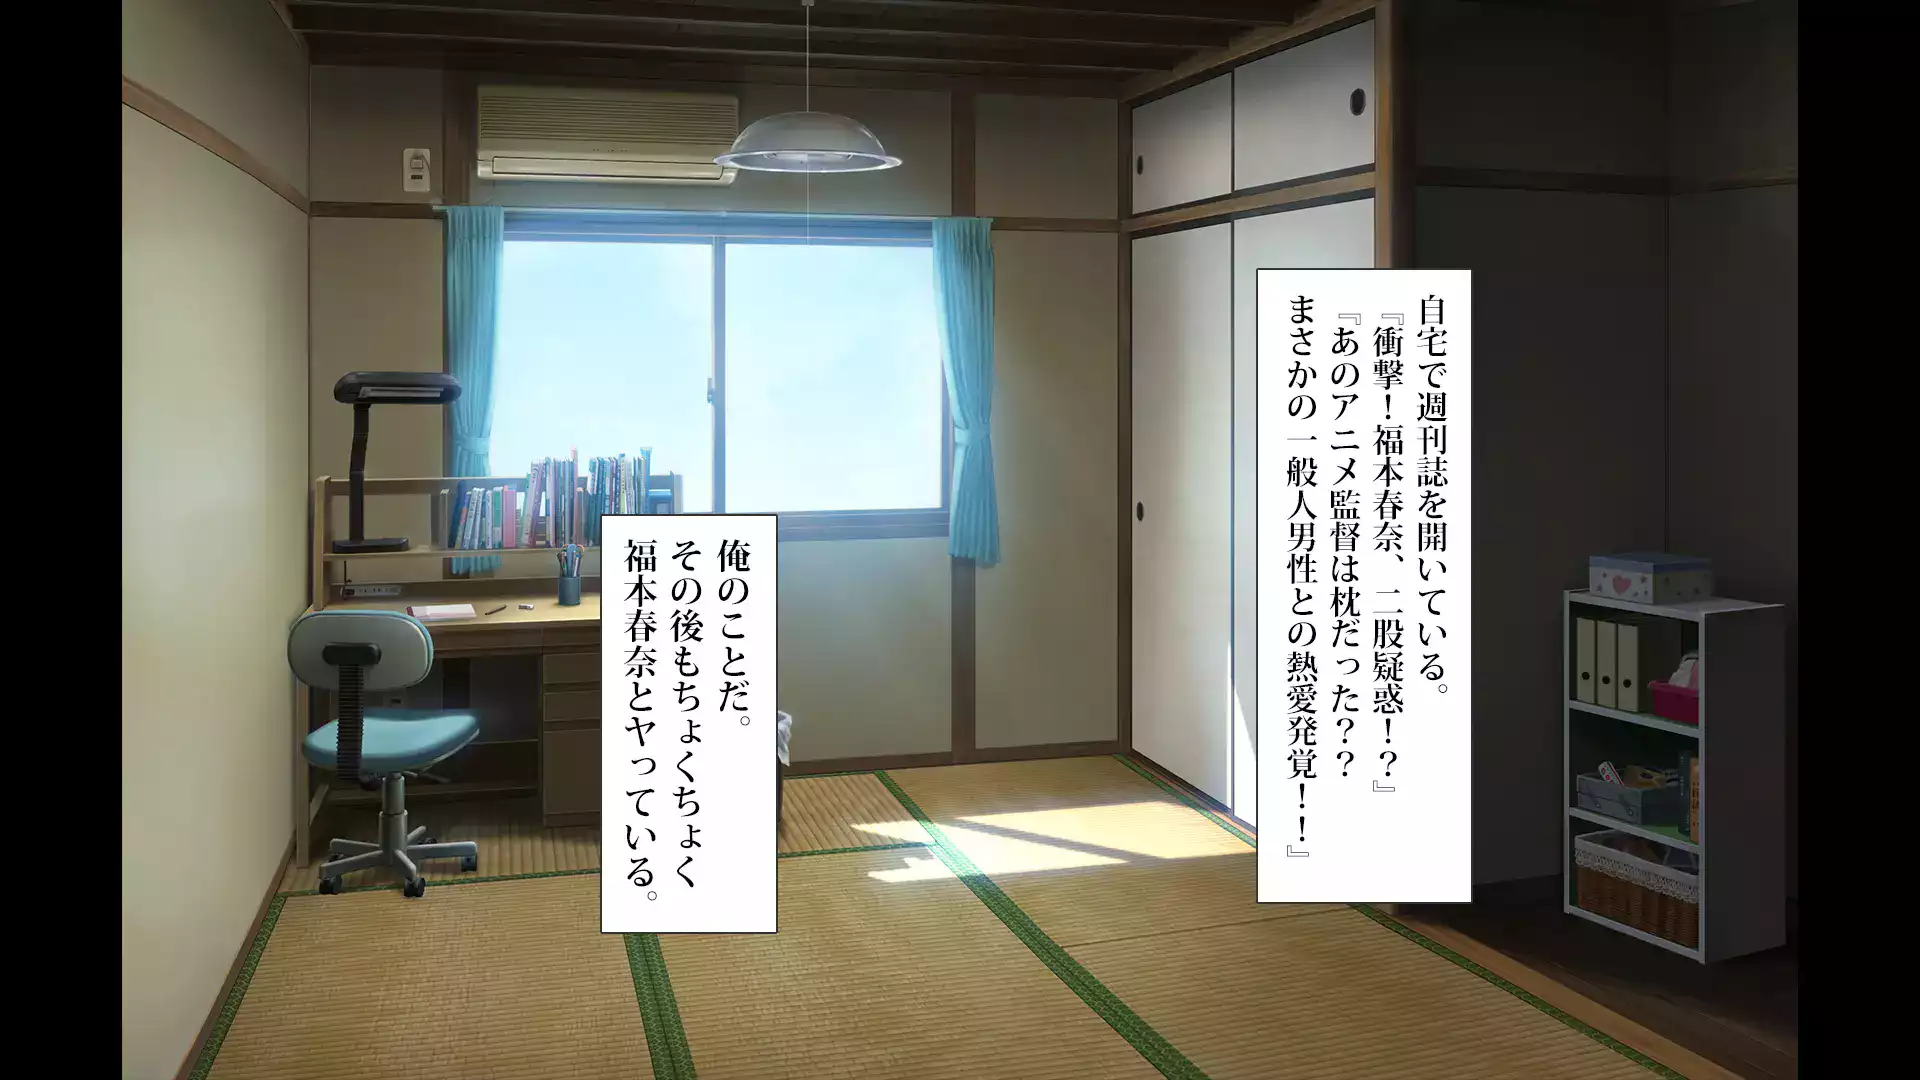 自宅で週刊誌を開いている。
『衝撃！福本春奈、二股疑惑！？』
『あのアニメ監督は枕だった？？
まさかの一般人男性との熱愛発覚！！』
俺のことだ。
その後もちょくちょく
福本春奈とヤっている。